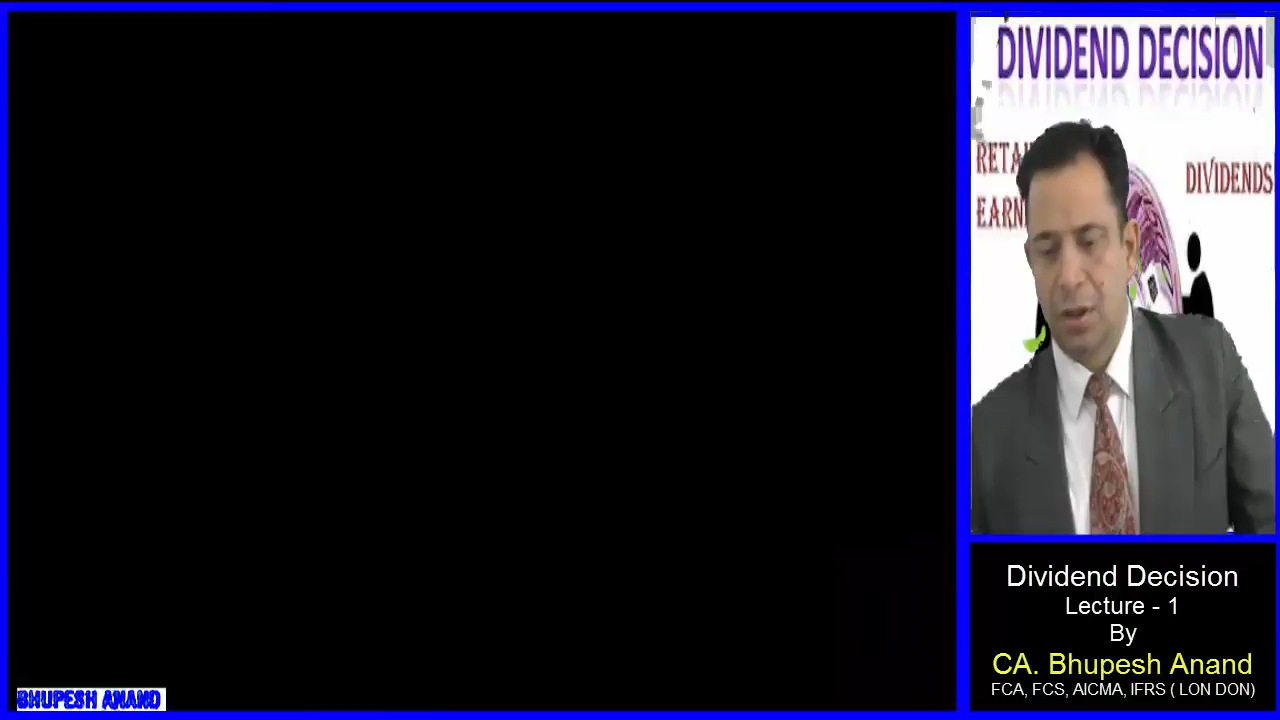 DIVIDEND DECISION
DIVIDENDS
Dividend Decision
Lecture - 1
By
CA. Bhupesh Anand
FCA, FCS, AICMA, IFRS ( LON DON)
BHUPESH ANAND